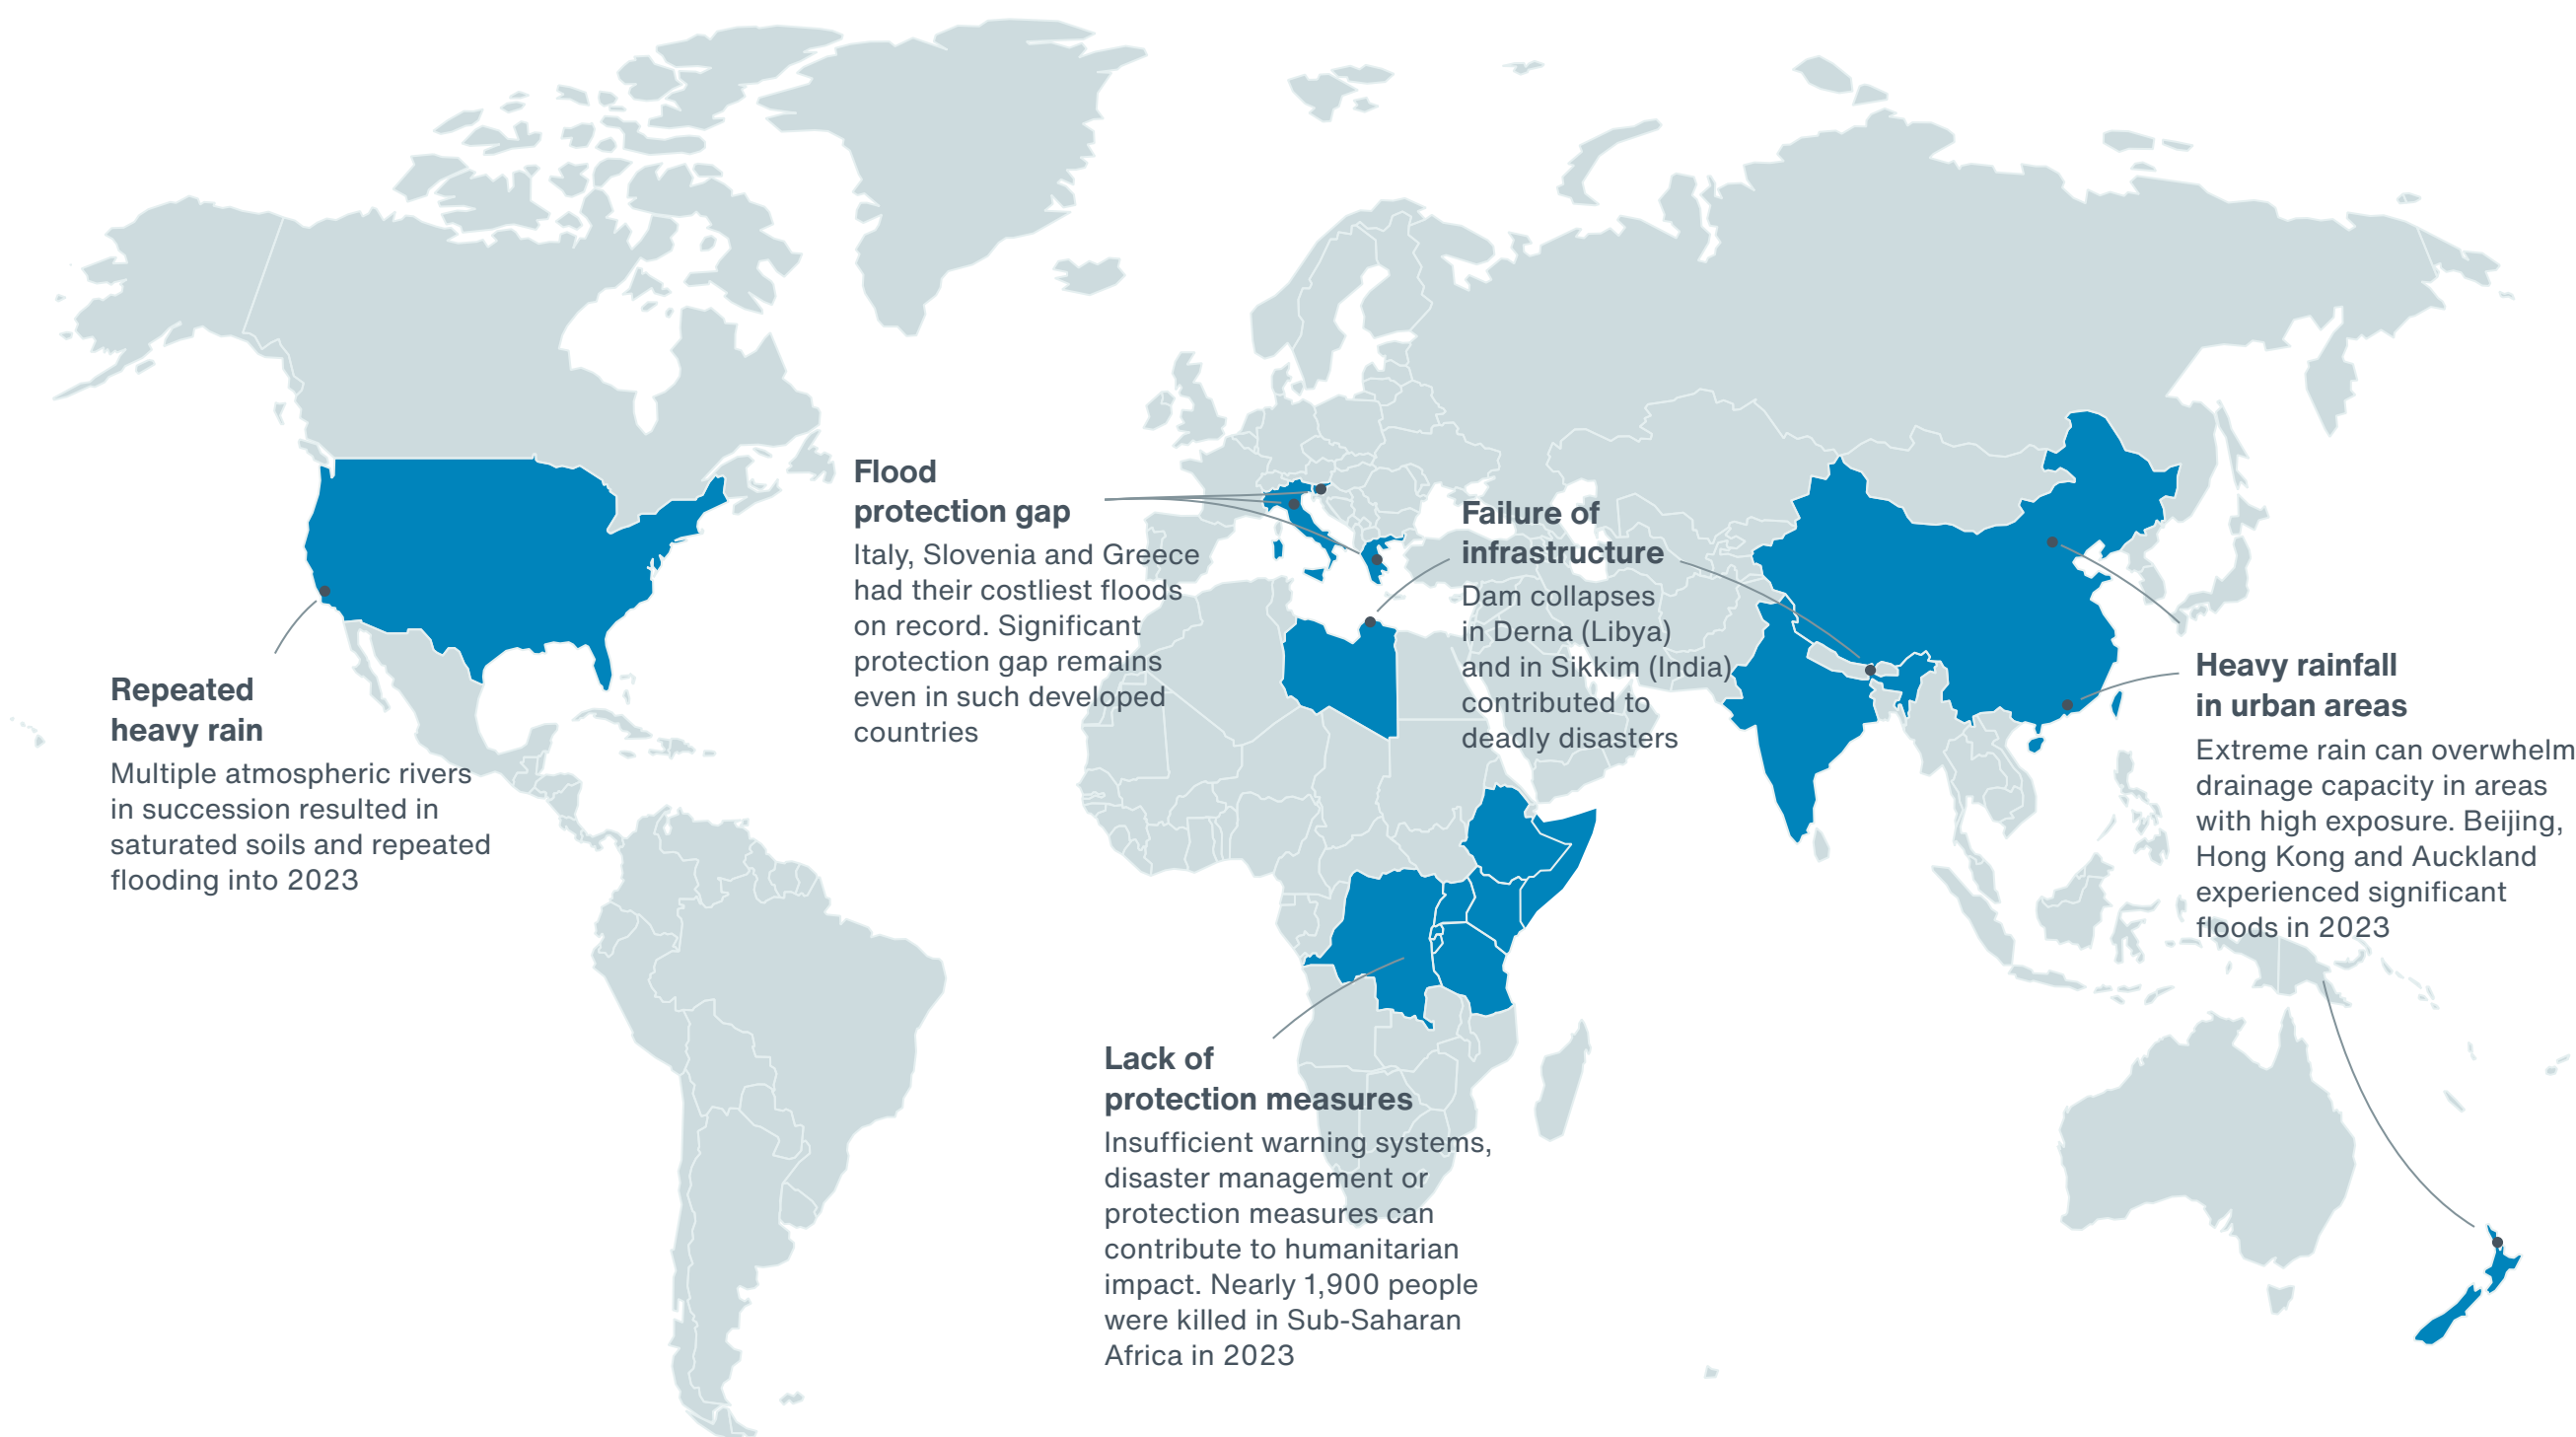 Flood
protection gap
Italy, Slovenia and Greece
had their costliest floods
on record. Significant
protection gap remains
even in such developed
countries
Failure of
infrastructure
Dam collapses
in Derna (Libya)
and in Sikkim (India)
contributed to
deadly disasters
Repeated
heavy rain
Multiple atmospheric rivers
in succession resulted in
saturated soils and repeated
flooding into 2023
Heavy rainfall
in urban areas
Extreme rain can overwhelm
drainage capacity in areas
with high exposure. Beijing,
Hong Kong and Auckland
experienced significant
floods in 2023
Lack of
protection measures
Insufficient warning systems,
disaster management or
protection measures can
contribute to humanitarian
impact. Nearly 1,900 people
were killed in Sub-Saharan
Africa in 2023